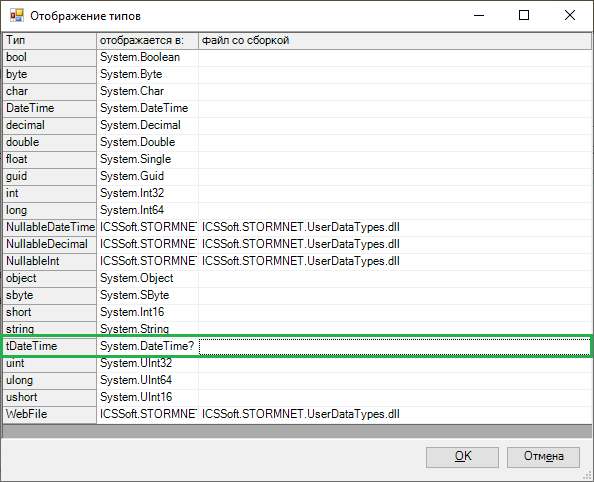 Отображение типов
Тип отображается в: Файл со сборкой
bool System.Boolean
byte System.Byte
char System.Char
DateTime System.DateTime
decimal System.Decimal
double System.Double
float System.Single
guid System.Guid
int System.Int32
long System.Int64
NullableDateTime ICSSoft.STORMNET ICSSoft.STORMNET.UserDataTypes.dll
NullableDecimal ICSSoft.STORMNET ICSSoft.STORMNET.UserDataTypes.dll
NullableInt ICSSoft.STORMNET ICSSoft.STORMNET.UserDataTypes.dll
object System.Object
sbyte System.SByte
short System.Int16
string System.String
tDateTime System.DateTime?
uint System.UInt32
ulong System.UInt64
ushort System.UInt16
WebFile ICSSoft.STORMNET ICSSoft.STORMNET.UserDataTypes.dll
OK Отмена